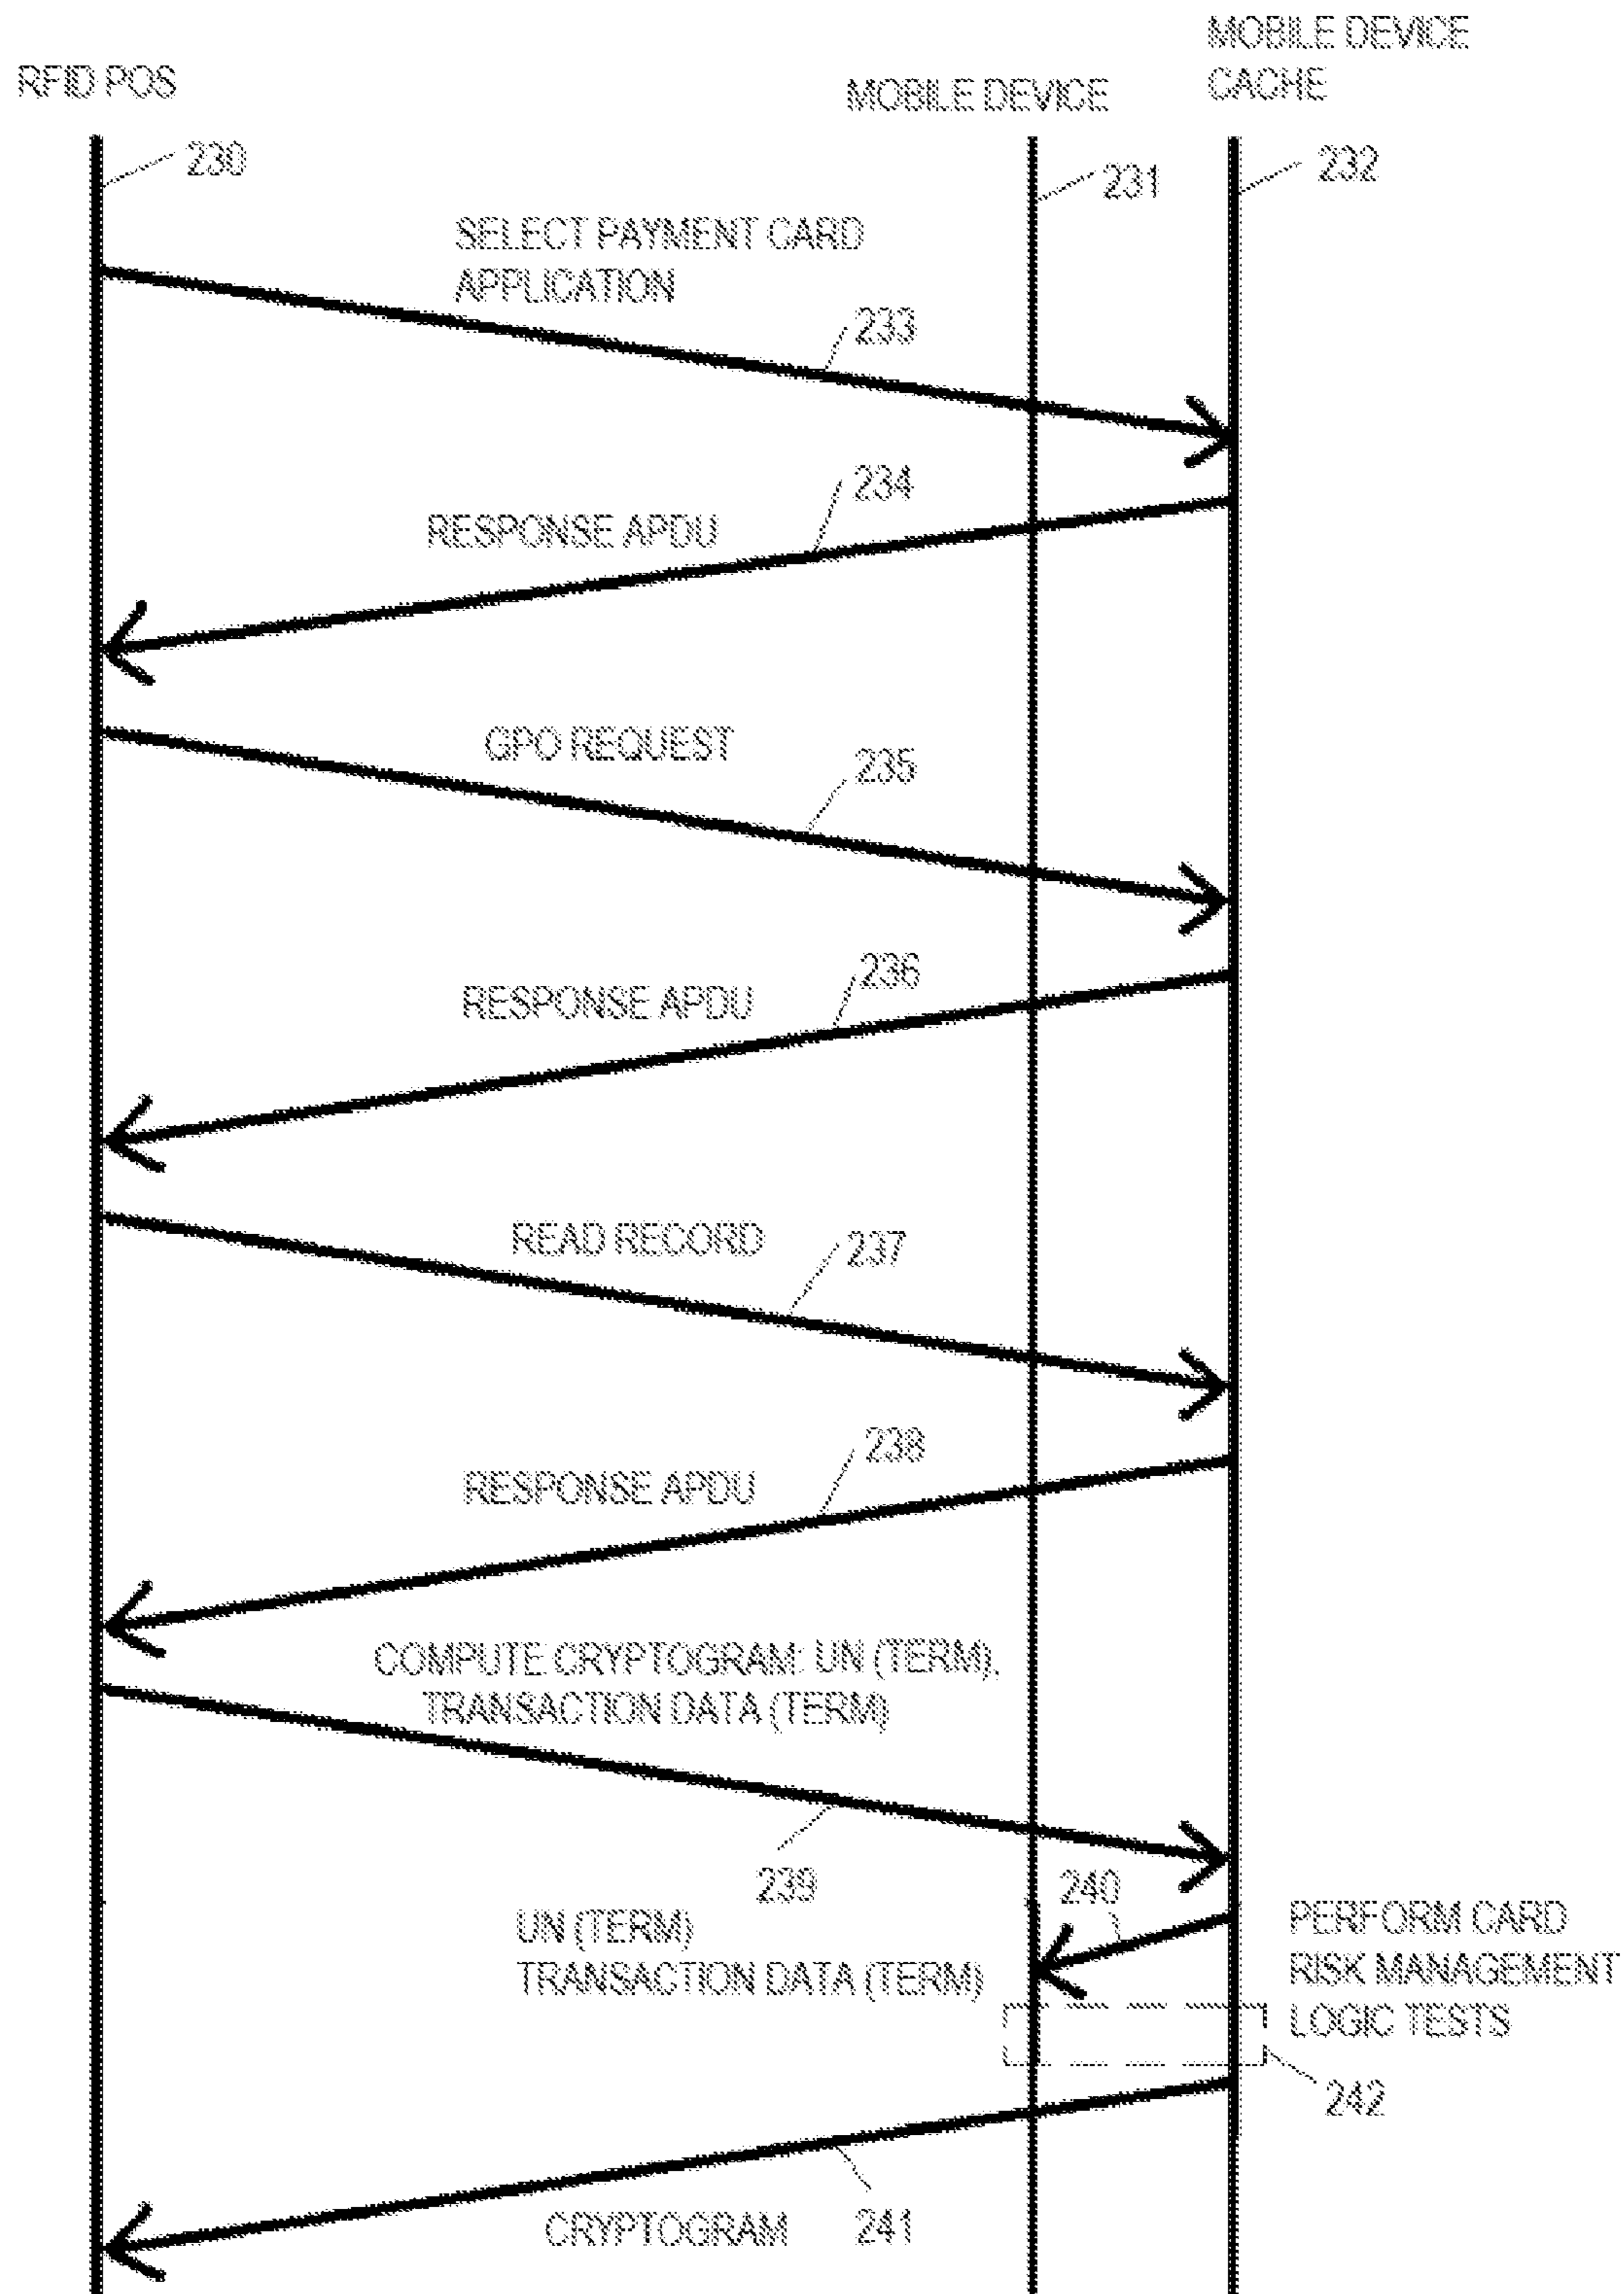 MOBILE DEVICE
CACHE
RFID POS
MOBILE DEVICE
230
231
232
SELECT PAYMENT CARD
APPLICATION
233
234
RESPONSE APDU
GPO REQUEST
235
236
RESPONSE APDU
READ RECORD
237
238
RESPONSE APDU
COMPUTE CRYPTOGRAM: UN (TERM),
TRANSACTION DATA (TERM)
239
240
UN (TERM)
TRANSACTION DATA (TERM)
PERFORM CARD
RISK MANAGEMENT
LOGIC TESTS
242
CRYPTOGRAM
241